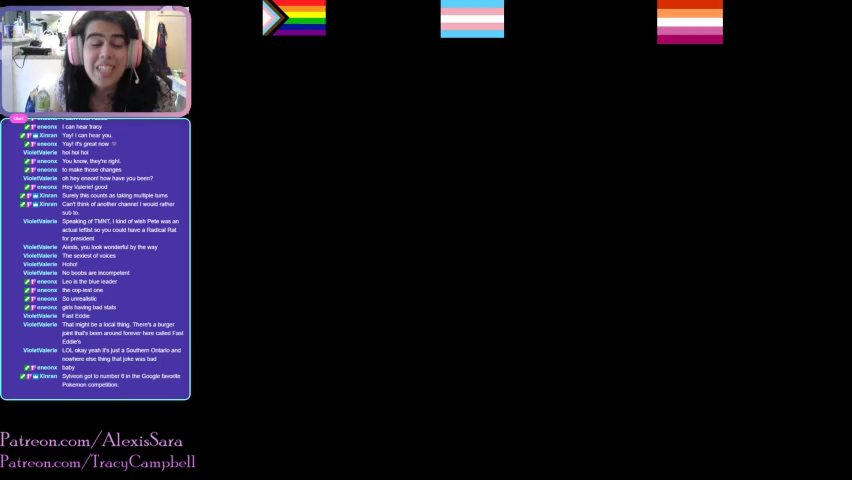 Chat
eneonx I can hear tracy
Xinran Yay! I can hear you.
eneonx Yay! It's great now
VioletValerie hoi hoi hoi
eneonx You know, they're right.
eneonx to make those changes
VioletValerie oh hey eneon! how have you been?
eneonx Hey Valerie! good
Xinran Surely this counts as taking multiple turns
Xinran Can't think of another channel I would rather
sub to.
VioletValerie Speaking of TMNT, I kind of wish Pete was an
actual leftist so you could have a Radical Rat
for president
VioletValerie Alexis, you look wonderful by the way
VioletValerie The sexiest of voices
VioletValerie Hoho!
VioletValerie No boobs are incompetent
eneonx Leo is the blue leader
eneonx the cop-iest one
eneonx So unrealistic
eneonx girls having bad stats
VioletValerie Fast Eddie
VioletValerie That might be a local thing. There's a burger
joint that's been around forever here called Fast
Eddie's
VioletValerie LOL okay yeah it's just a Southern Ontario and
nowhere else thing that joke was bad
eneonx baby
Xinran Sylveon got to number 6 in the Google favorite
Pokemon competition.
Patreon.com/AlexisSara
Patreon.com/TracyCampbell